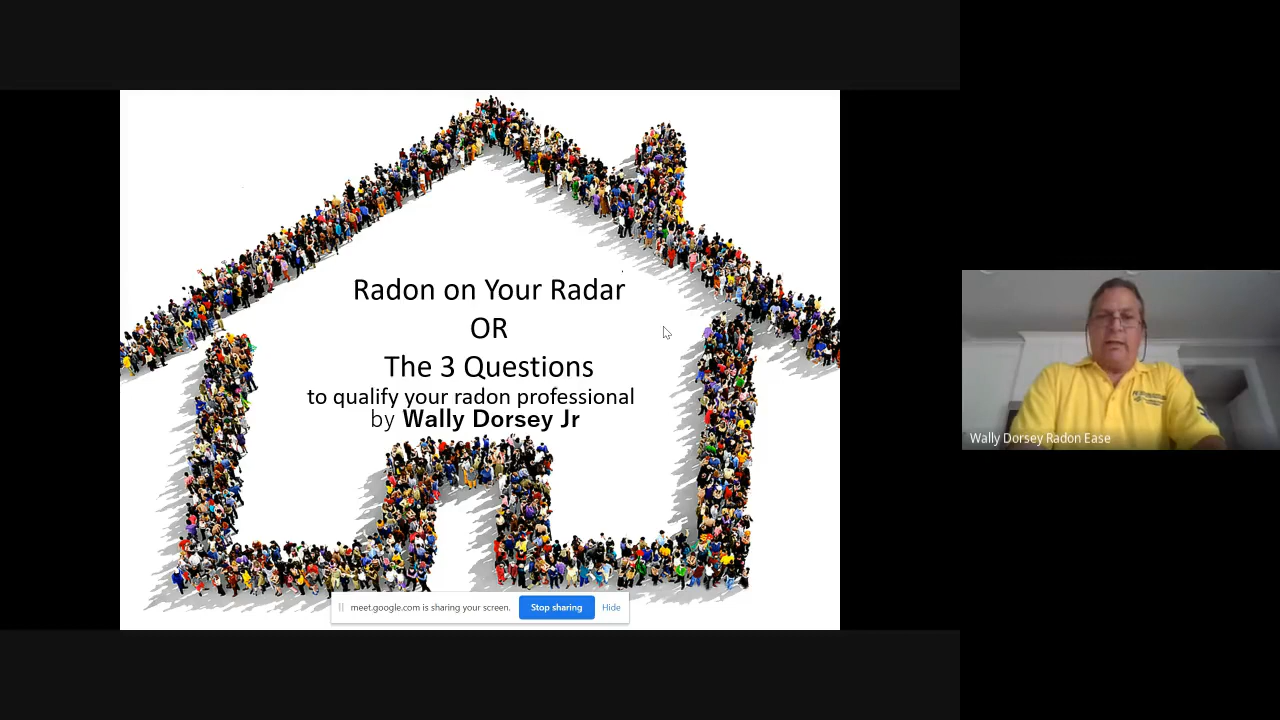 Radon on Your Radar
OR
The 3 Questions
to qualify your radon professional
by Wally Dorsey Jr
meet.google.com is sharing your screen. Stop sharing Hide
Wally Dorsey Radon Ease